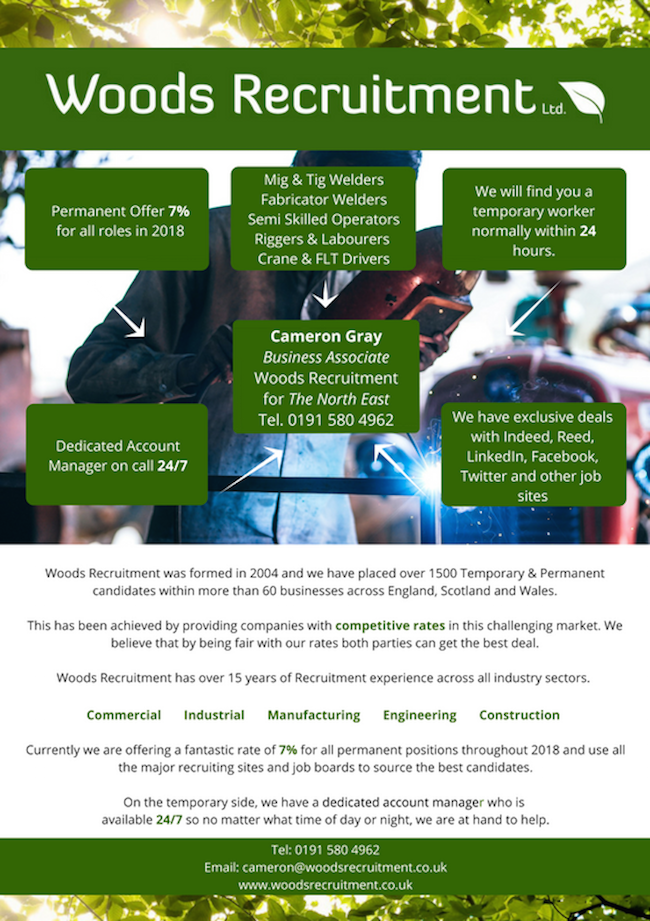 Woods Recruitment Ltd.
Permanent Offer 7%
for all roles in 2018
Mig & Tig Welders
Fabricator Welders
Semi Skilled Operators
Riggers & Labourers
Crane & FLT Drivers
We will find you a
temporary worker
normally within 24
hours.
Cameron Gray
Business Associate
Woods Recruitment
for The North East
Tel. 0191 580 4962
Dedicated Account
Manager on call 24/7
We have exclusive deals
with Indeed, Reed,
LinkedIn, Facebook,
Twitter and other job
sites
Woods Recruitment was formed in 2004 and we have placed over 1500 Temporary & Permanent
candidates within more than 60 businesses across England, Scotland and Wales.
This has been achieved by providing companies with competitive rates in this challenging market. We
believe that by being fair with our rates both parties can get the best deal.
Woods Recruitment has over 15 years of Recruitment experience across all industry sectors.
Commercial Industrial Manufacturing Engineering Construction
Currently we are offering a fantastic rate of 7% for all permanent positions throughout 2018 and use all
the major recruiting sites and job boards to source the best candidates.
On the temporary side, we have a dedicated account manager who is
available 24/7 so no matter what time of day or night, we are at hand to help.
Tel: 0191 580 4962
Email: cameron@woodsrecruitment.co.uk
www.woodsrecruitment.co.uk